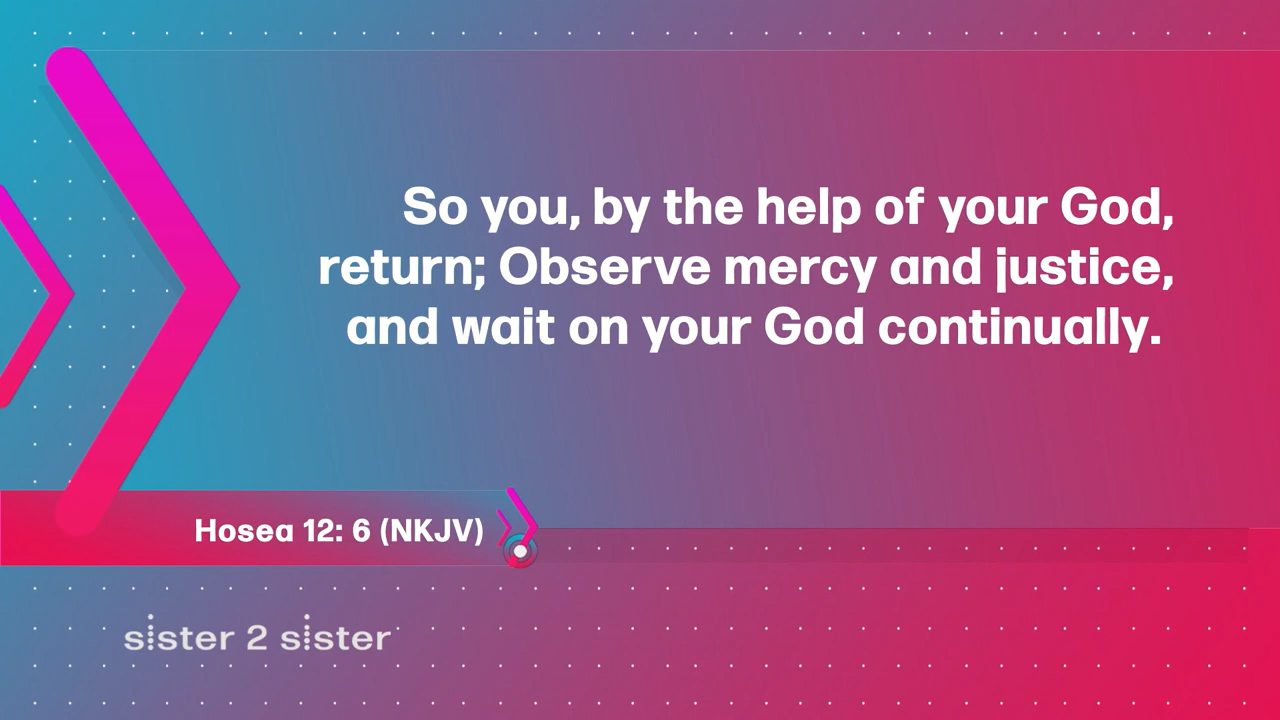 So you, by the help of your God,
return; Observe mercy and justice,
and wait on your God continually.
Hosea 12: 6 (NKJV)
sister 2 sister